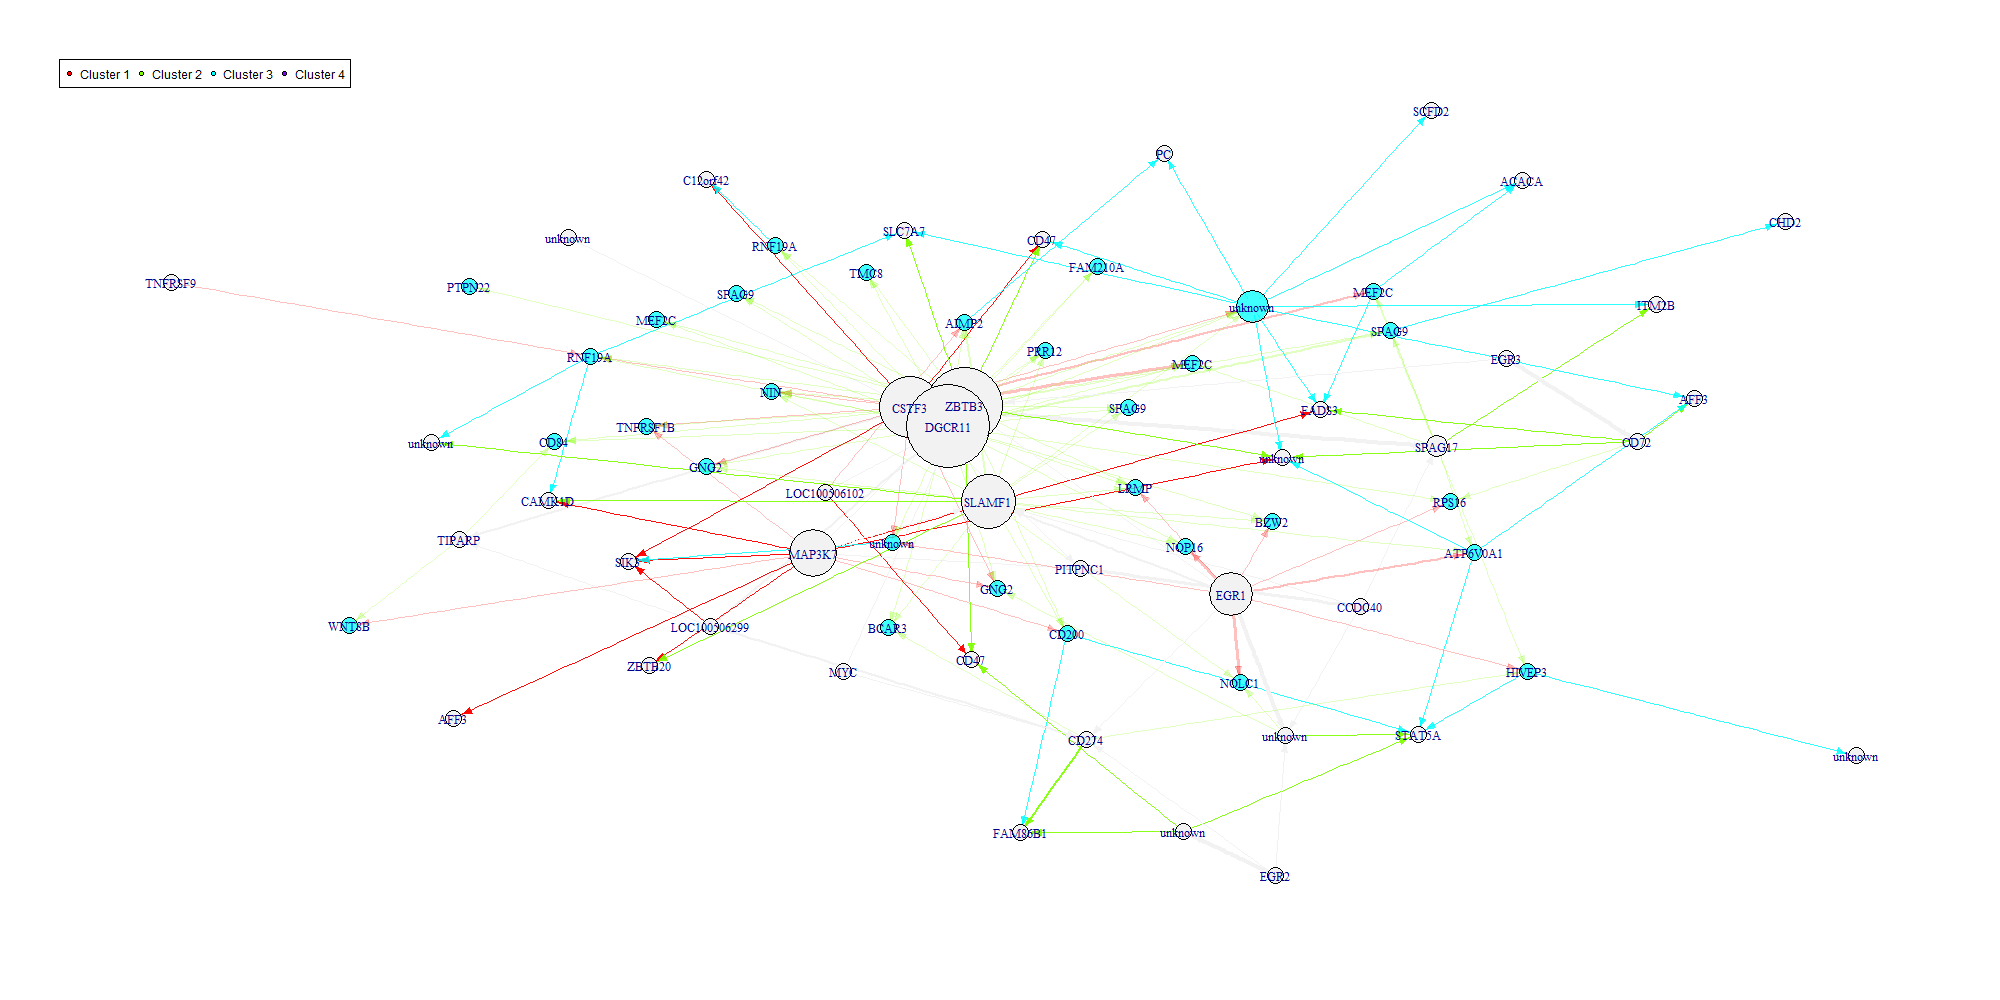 Cluster 1 Cluster 2 Cluster 3 Cluster 4
SCFD2
PC
C12orf42
ACACA
CHD2
SLC7A7
unknown
CD47
RNF19A
FAM210A
TMC8
TNFRSF9
PTPN22
SPAG9
MEF2C
ITM2B
unknown
MEF2C
AIMP2
SPAG9
PRR12
RNF19A
EGR3
MEF2C
NIN
AFF3
CSTF3
ZBTB3
SPAG9
FADS3
TNFRSF1B
DGCR11
unknown
CD84
CD72
SPAG17
unknown
GNG2
LRMP
LOC100506102
CAMK1D
SLAMF1
RPS16
BZW2
TIPARP
unknown
NOP16
MAP3K7
ATP6V0A1
SIK3
PITPNC1
GNG2
EGR1
CCDC40
WNT8B
LOC100506299
BCAR3
CD200
ZBTB20
CD47
MYC
HIVEP3
NOLC1
AFF3
CD274
unknown
STAT5A
unknown
FAM86B1
unknown
EGR2